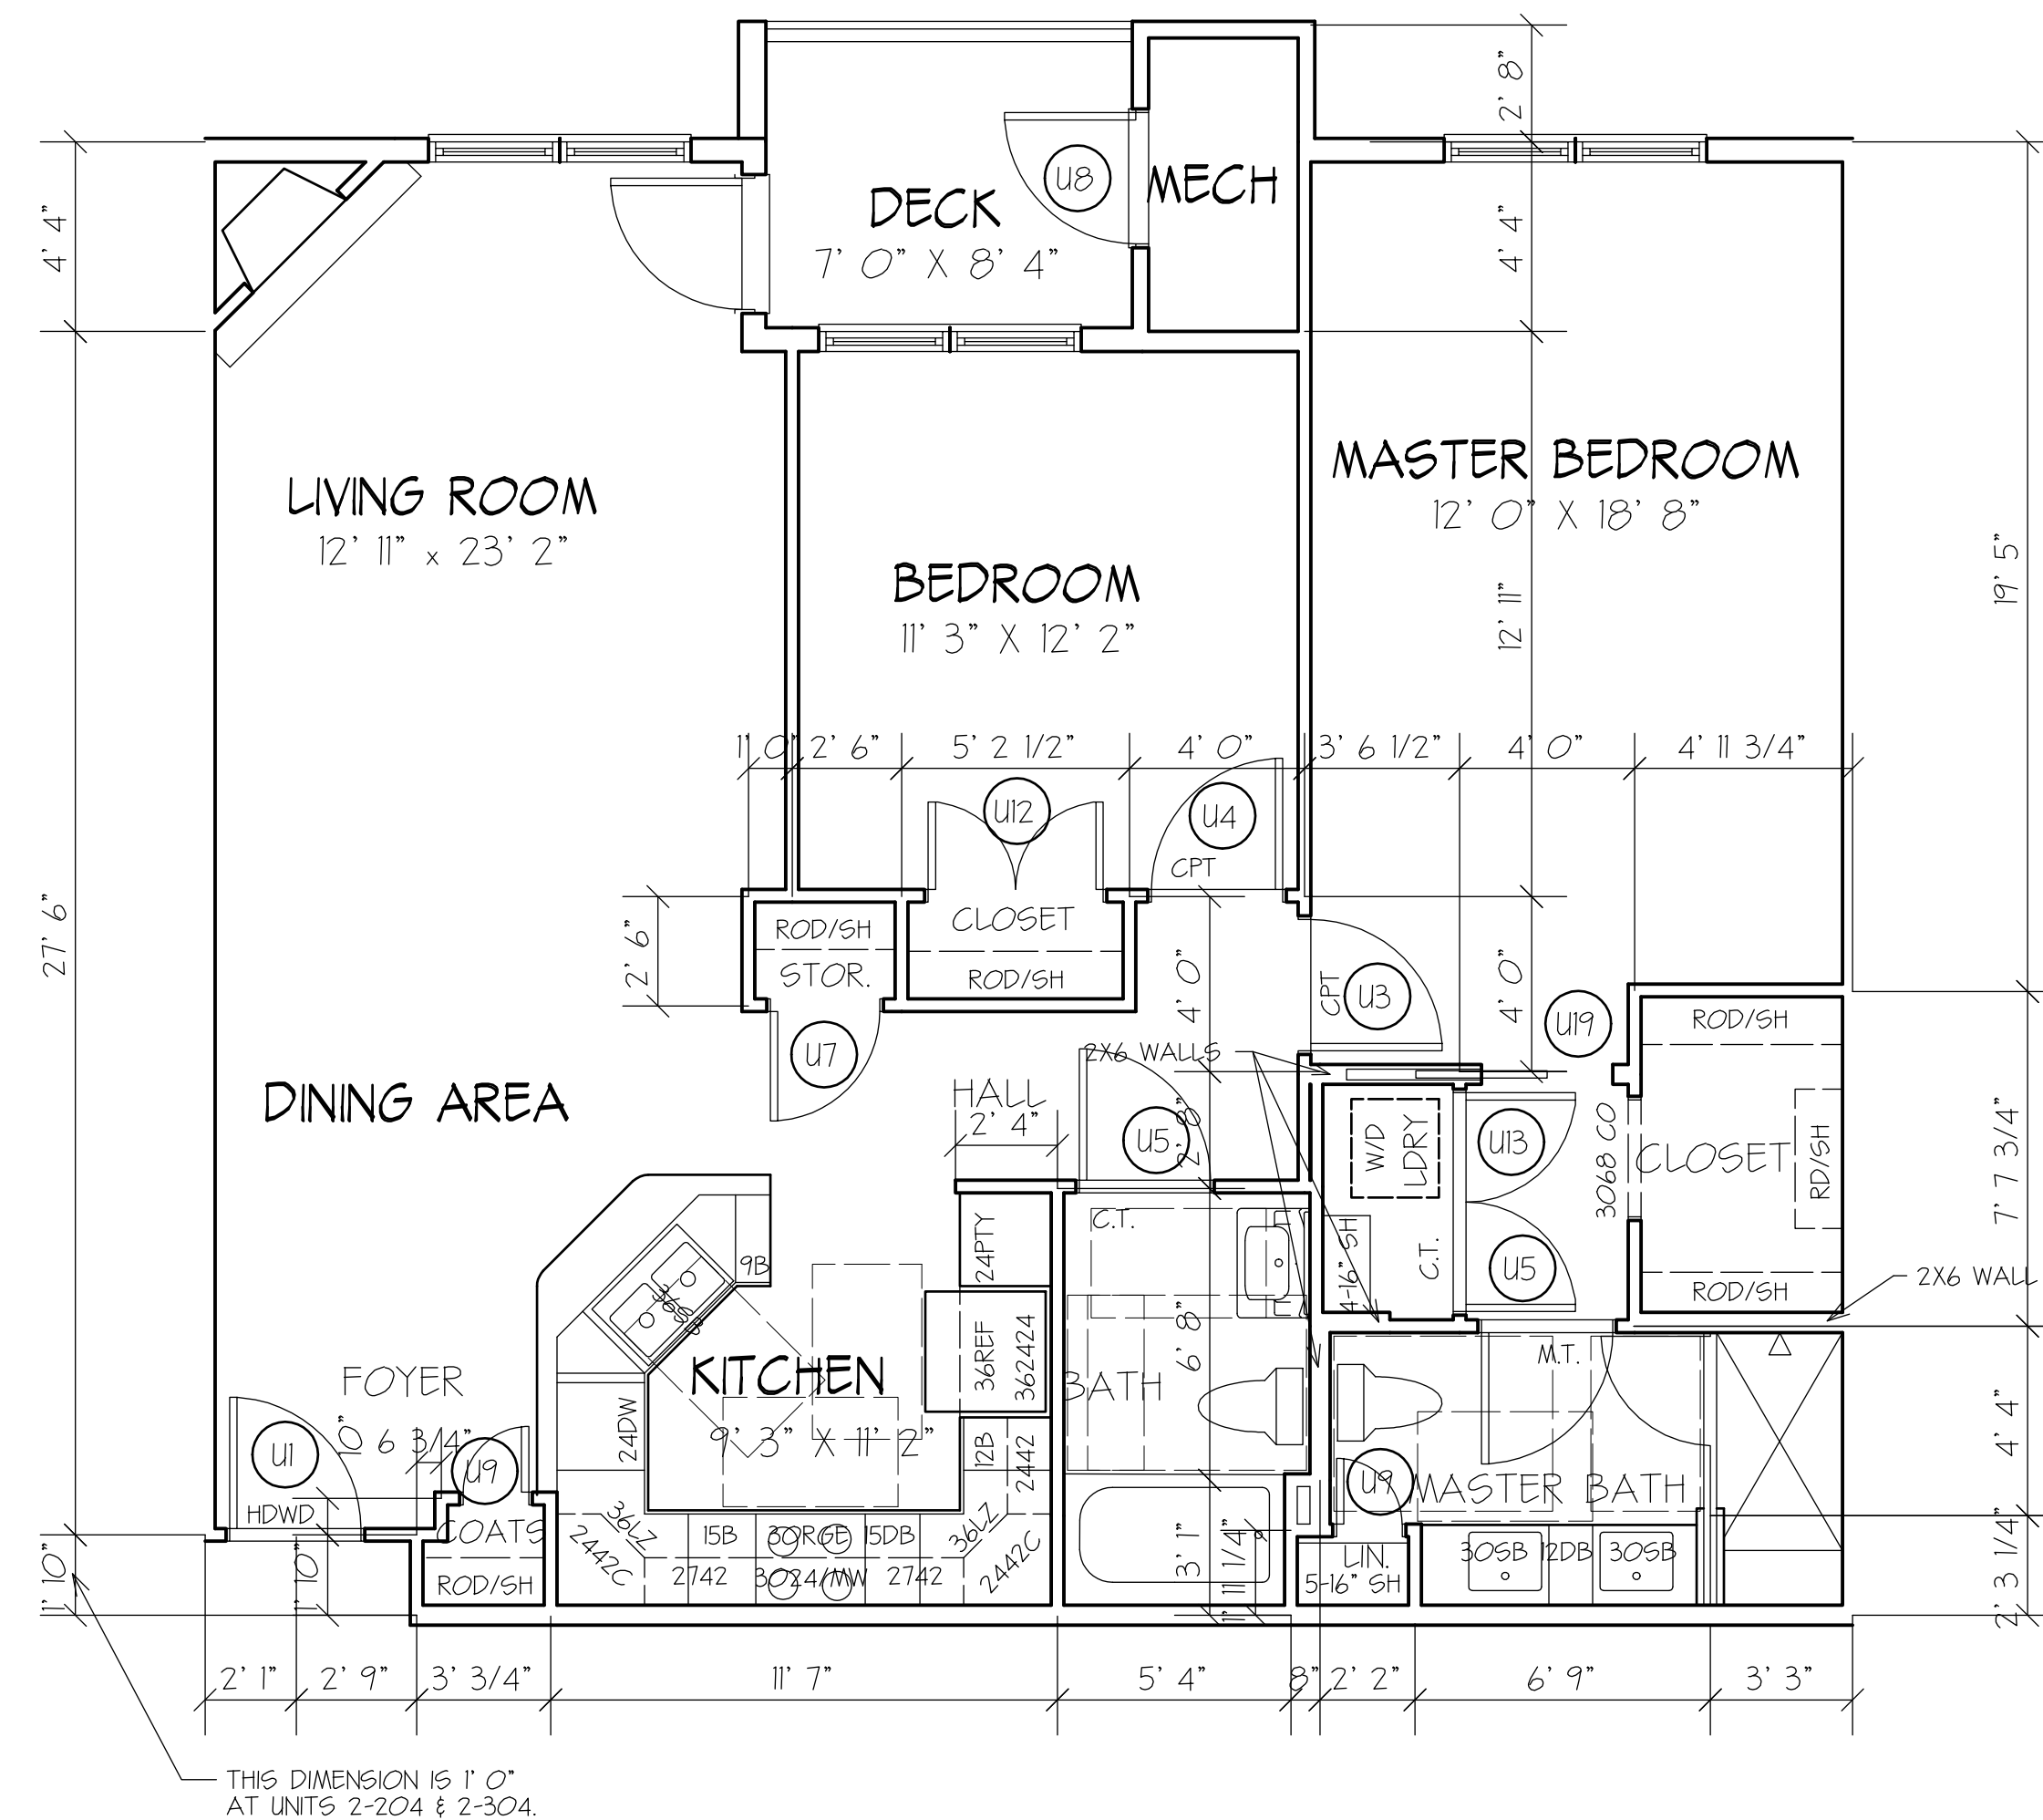 2' 8"
U8
MECH
DECK
7' 0" X 8' 4"
4' 4"
4' 4"
MASTER BEDROOM
12' 0" X 18' 8"
LIVING ROOM
12' 11" x 23' 2"
BEDROOM
11' 3" X 12' 2"
12' 11"
19' 5"
1' 0"
2' 6"
5' 2 1/2"
4' 0"
3' 6 1/2"
4' 0"
4' 11 3/4"
U12
U4
CPT
27' 6"
2' 6"
ROD/SH
STOR.
CLOSET
ROD/SH
4' 0"
CPT
U3
4' 0"
U19
ROD/SH
U7
2X6 WALLS
DINING AREA
HALL
2' 4"
U5
2' 8"
W/D
LDRY
U13
3068 CO
CLOSET
RD/SH
7' 7 3/4"
C.T.
24PTY
9B
4-16" SH
C.T.
U5
ROD/SH
2X6 WALL
36SB
36REF
362424
6' 8"
M.T.
KITCHEN
9' 3" X 11' 2"
BATH
FOYER
10"
6 3/4"
U1
U9
24DW
12B
2442
U9
MASTER BATH
4' 4"
HDWD
COATS
ROD/SH
36LZ
2442C
15B
30RGE
15DB
2742
3024/MW
2742
36LZ
2442C
3' 1"
1' 11 1/4"
LIN.
5-16" SH
30SB
12DB
30SB
2' 3 1/4"
1' 10"
1' 10"
2' 1"
2' 9"
3' 3/4"
11' 7"
5' 4"
8"
2' 2"
6' 9"
3' 3"
THIS DIMENSION IS 1' 0"
AT UNITS 2-204 & 2-304.